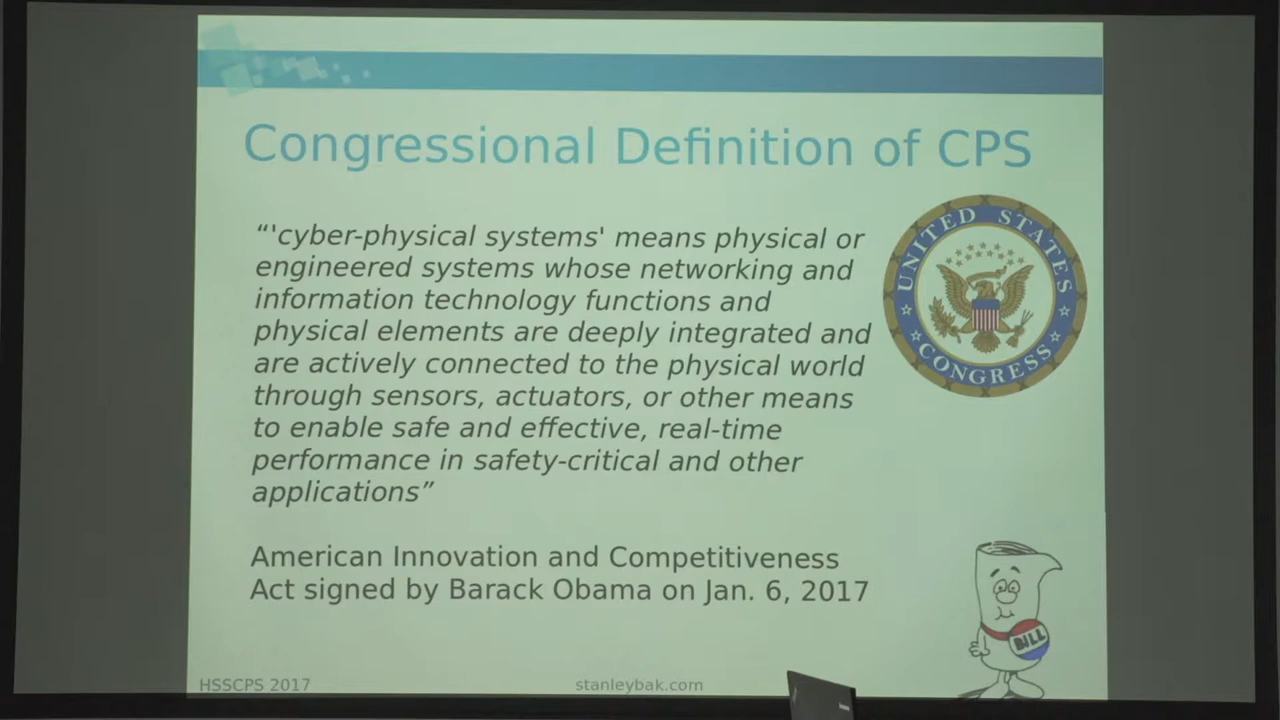 Congressional Definition of CPS
“'cyber-physical systems' means physical or
engineered systems whose networking and
information technology functions and
physical elements are deeply integrated and
are actively connected to the physical world
through sensors, actuators, or other means
to enable safe and effective, real-time
performance in safety-critical and other
applications”
UNITED STATES
CONGRESS
American Innovation and Competitiveness
Act signed by Barack Obama on Jan. 6, 2017
BILL
HSSCPS 2017
stanleybak.com